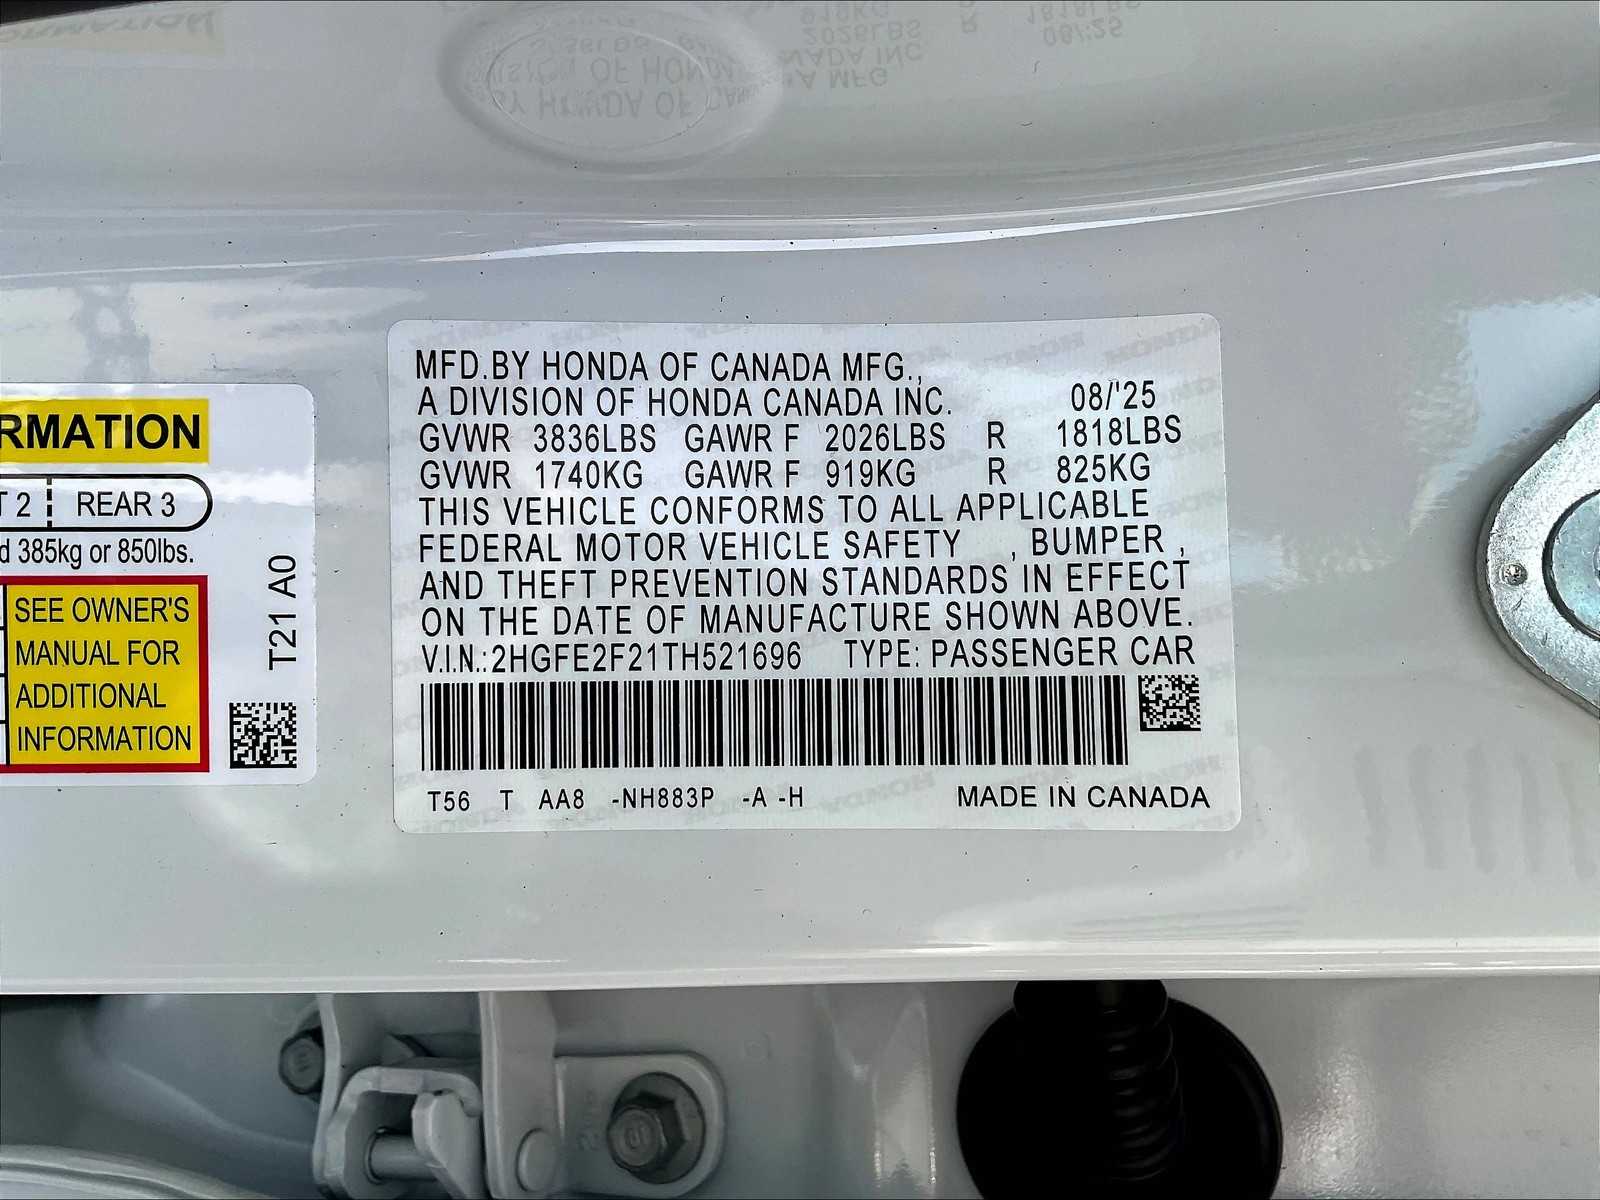 RMATION
T 2 REAR 3
d 385kg or 850lbs.
SEE OWNER'S
MANUAL FOR
ADDITIONAL
INFORMATION
T21 A0
MFD.BY HONDA OF CANADA MFG.,
A DIVISION OF HONDA CANADA INC. 08/'25
GVWR 3836LBS GAWR F 2026LBS R 1818LBS
GVWR 1740KG GAWR F 919KG R 825KG
THIS VEHICLE CONFORMS TO ALL APPLICABLE
FEDERAL MOTOR VEHICLE SAFETY , BUMPER ,
AND THEFT PREVENTION STANDARDS IN EFFECT
ON THE DATE OF MANUFACTURE SHOWN ABOVE.
V.I.N.:2HGFE2F21TH521696 TYPE: PASSENGER CAR
T56 T AA8 -NH883P -A -H MADE IN CANADA